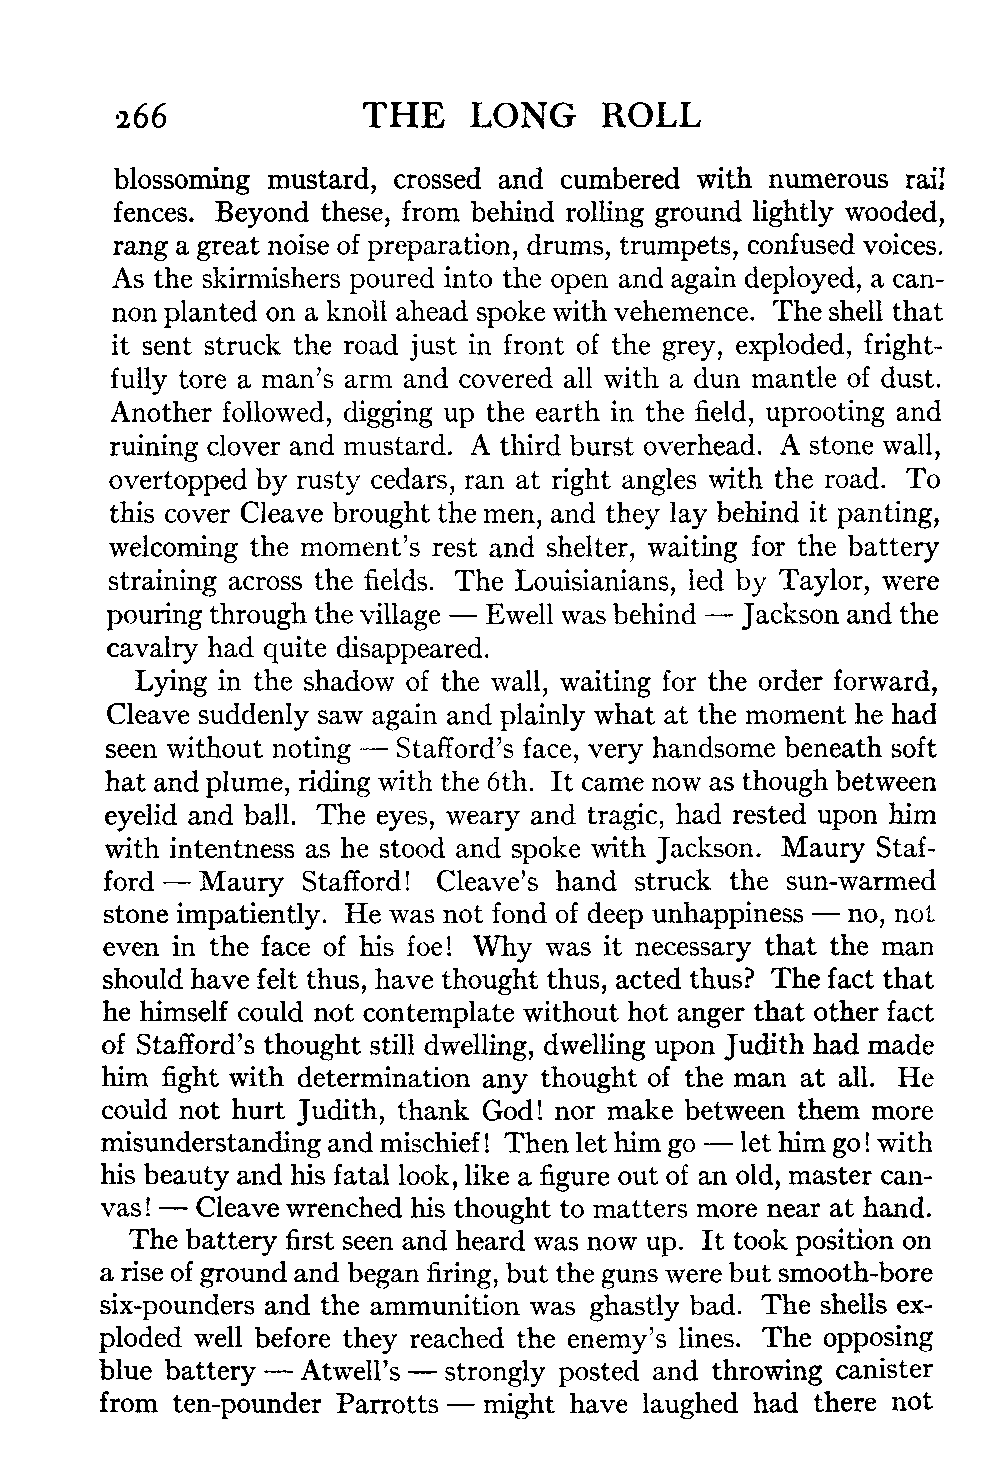 266 THE LONG ROLL
blossoming mustard, crossed and cumbered with numerous rail
fences. Beyond these, from behind rolling ground lightly wooded,
rang a great noise of preparation, drums, trumpets, confused voices.
As the skirmishers poured into the open and again deployed, a can-
non planted on a knoll ahead spoke with vehemence. The shell that
it sent struck the road just in front of the grey, exploded, fright-
fully tore a man's arm and covered all with a dun mantle of dust.
Another followed, digging up the earth in the field, uprooting and
ruining clover and mustard. A third burst overhead. A stone wall,
overtopped by rusty cedars, ran at right angles with the road. To
this cover Cleave brought the men, and they lay behind it panting,
welcoming the moment's rest and shelter, waiting for the battery
straining across the fields. The Louisianians, led by Taylor, were
pouring through the village — Ewell was behind — Jackson and the
cavalry had quite disappeared.
Lying in the shadow of the wall, waiting for the order forward,
Cleave suddenly saw again and plainly what at the moment he had
seen without noting — Stafford's face, very handsome beneath soft
hat and plume, riding with the 6th. It came now as though between
eyelid and ball. The eyes, weary and tragic, had rested upon him
with intentness as he stood and spoke with Jackson. Maury Staf-
ford — Maury Stafford! Cleave's hand struck the sun-warmed
stone impatiently. He was not fond of deep unhappiness — no, not
even in the face of his foe! Why was it necessary that the man
should have felt thus, have thought thus, acted thus? The fact that
he himself could not contemplate without hot anger that other fact
of Stafford's thought still dwelling, dwelling upon Judith had made
him fight with determination any thought of the man at all. He
could not hurt Judith, thank God! nor make between them more
misunderstanding and mischief! Then let him go — let him go! with
his beauty and his fatal look, like a figure out of an old, master can-
vas! — Cleave wrenched his thought to matters more near at hand.
The battery first seen and heard was now up. It took position on
a rise of ground and began firing, but the guns were but smooth-bore
six-pounders and the ammunition was ghastly bad. The shells ex-
ploded well before they reached the enemy's lines. The opposing
blue battery — Atwell's — strongly posted and throwing canister
from ten-pounder Parrotts — might have laughed had there not